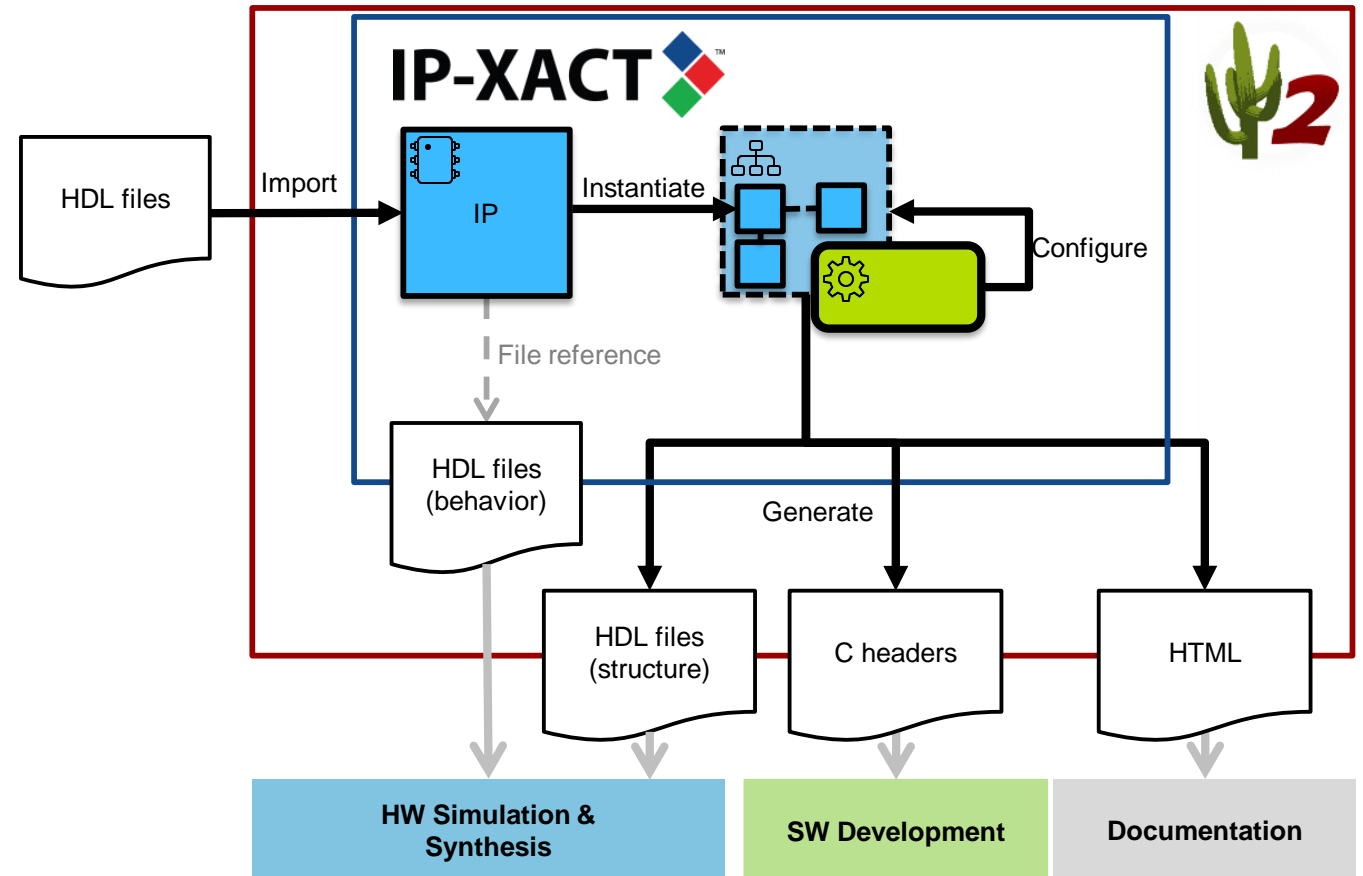 IP-XACT
™
2
HDL files
Import
IP
Instantiate
Configure
File reference
HDL files
(behavior)
Generate
HDL files
(structure)
C headers
HTML
HW Simulation &
Synthesis
SW Development
Documentation